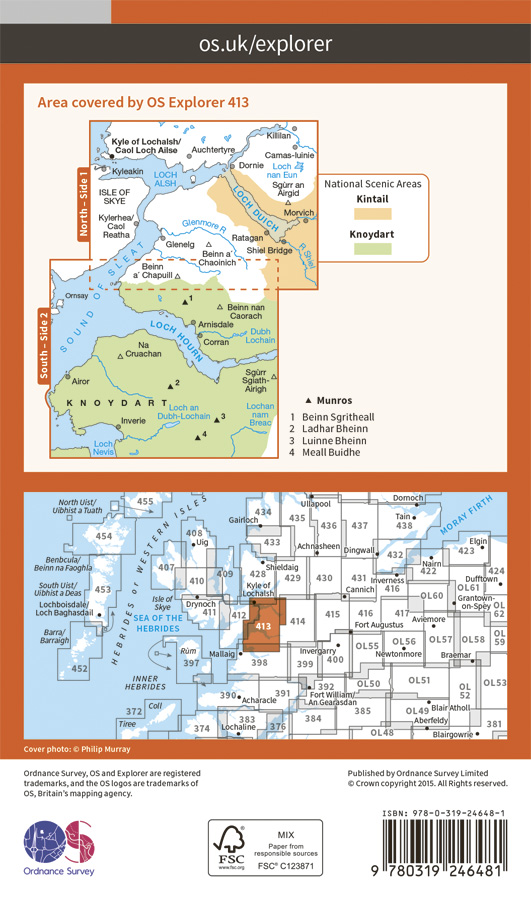 os.uk/explorer
Area covered by OS Explorer 413
North – Side 1
South – Side 2
Kyle of Lochalsh/
Caol Loch Ailse
Auchtertyre
Killilan
Camas-luinie
Dornie
Loch
nan Eun
Kyleakin
LOCH
ALSH
Sgùrr an
Airgid
ISLE OF
SKYE
LOCH DUICH
Morvich
Kylerhea/
Caol
Reatha
Glenmore R
Ratagan
Glenelg
Shiel Bridge
R Shiel
Beinn a'
Chaoinich
Beinn
a' Chapuill
SOUND OF SLEAT
Ornsay
1
Beinn nan
Caorach
Arnisdale
LOCH HOURN
Corran
Dubh
Lochain
Na
Cruachan
Airor
2
Sgùrr
Sgiath-
Airigh
KNOYDART
Loch an
Dubh-Lochain
Lochan
nam
Breac
3
Inverie
4
Loch
Nevis
National Scenic Areas
Kintail
Knoydart
▲ Munros
1 Beinn Sgritheall
2 Ladhar Bheinn
3 Luinne Bheinn
4 Meall Buidhe
North Uist/
Uibhist a Tuath
455
454
Benbcula/
Beinn na Faoghla
South Uist/
Uibhist a Deas
453
Lochboisdale/
Loch Baghasdail
Barra/
Barraigh
452
HEBRIDES or WESTERN ISLES
408
Uig
407
410
409
Isle of
Skye
Drynoch
411
412
SEA OF THE
HEBRIDES
Rùm
397
INNER
HEBRIDES
Coll
372
Tiree
374
Gairloch
434
433
Ullapool
435
436
437
Dornoch
Tain
438
MORAY FIRTH
Achnasheen
Dingwall
432
Elgin
423
Nairn
422
424
Shieldaig
428
429
430
431
Inverness
Kyle of
Lochalsh
Cannich
416
OL60
OL61
Dufftown
Grantown-
on-Spey
OL
62
413
414
415
416
417
Aviemore
Fort Augustus
OL
59
Mallaig
398
Invergarry
399
400
OL55
OL56
OL57
OL58
Newtonmore
Braemar
390
Acharacle
391
392
Fort William/
An Gearasdan
OL50
OL51
OL
52
OL53
383
Lochaline
376
384
385
OL49
Blair Atholl
Aberfeldy
OL48
381
Blairgowrie
Cover photo: © Philip Murray
Ordnance Survey, OS and Explorer are registered
trademarks, and the OS logos are trademarks of
OS, Britain's mapping agency.
Published by Ordnance Survey Limited
© Crown copyright 2015. All Rights reserved.
OS
Ordnance Survey
FSC
www.fsc.org
MIX
Paper from
responsible sources
FSC® C123871
ISBN: 978-0-319-24648-1
9 780319 246481